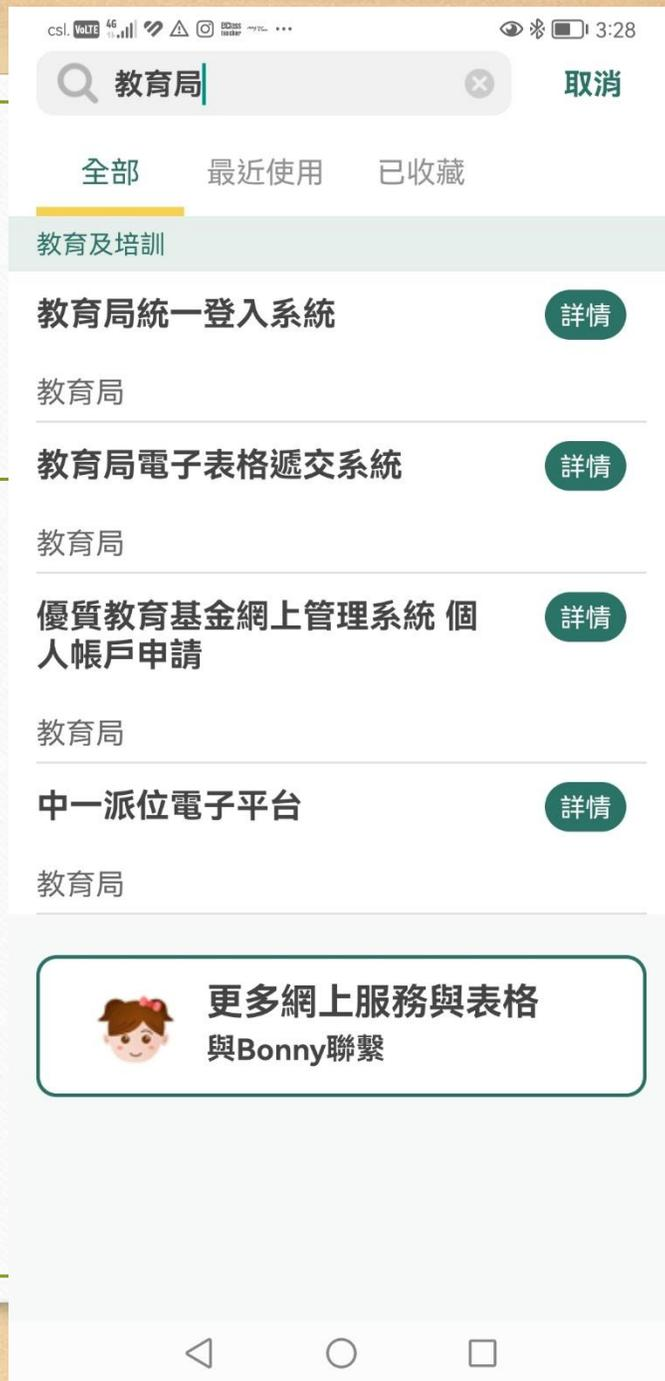 csl. VoLTE 4G 3:28
教育局 取消
全部 最近使用 已收藏
教育及培訓
教育局統一登入系統 詳情
教育局
教育局電子表格遞交系統 詳情
教育局
優質教育基金網上管理系統 個 詳情
人帳戶申請
教育局
中一派位電子平台 詳情
教育局
更多網上服務與表格
與Bonny聯繫